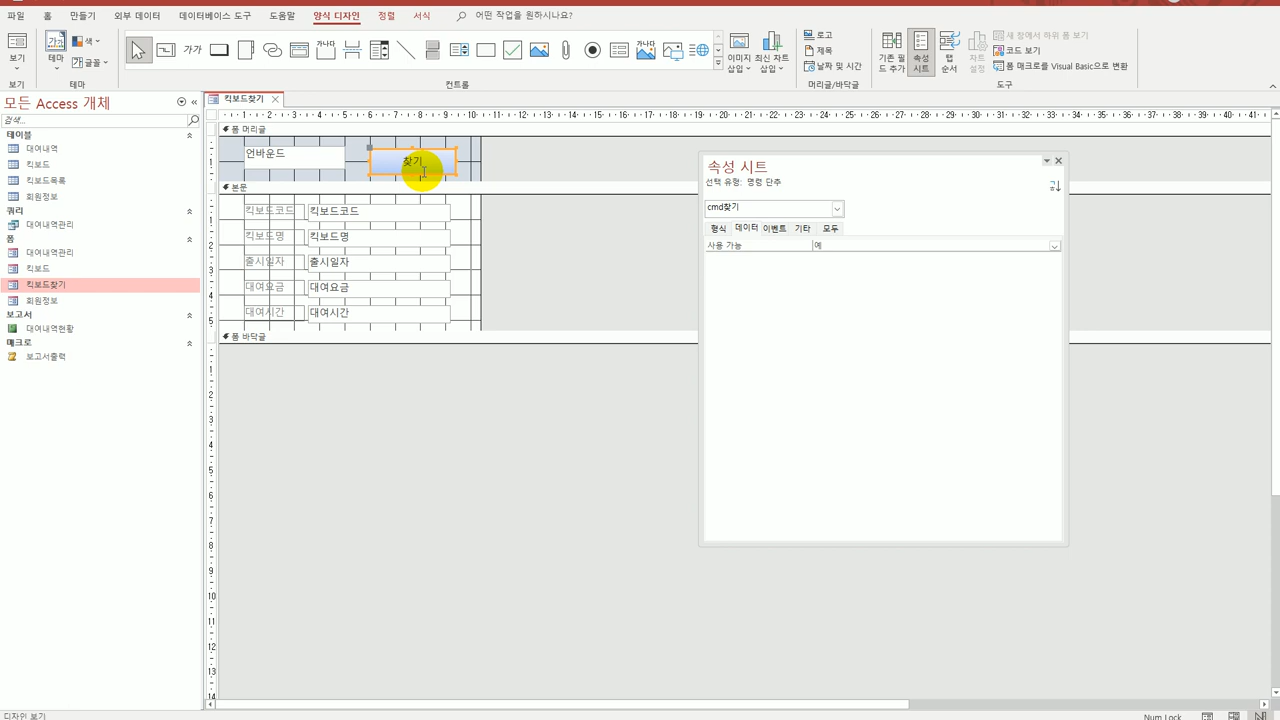 파일 홈 만들기 외부 데이터 데이터베이스 도구 도움말 양식 디자인 정렬 서식 어떤 작업을 원하시나요?
보기 테마 색 글꼴 가가 가나다 가나다 이미지 삽입 최신 차트 삽입 로고 제목 날짜 및 시간 기존 필드 추가 속성 시트 탭 순서 자트 설정 새 창에서 하위 폼 보기 코드 보기 폼 매크로를 Visual Basic으로 변환
보기 테마 컨트롤 머리글/바닥글 도구
모든 Access 개체
검색...
테이블
대여내역
킥보드
킥보드목록
회원정보
쿼리
대여내역관리
폼
대여내역관리
킥보드
킥보드찾기
회원정보
보고서
대여내역현황
매크로
보고서출력
킥보드찾기
폼 머리글
언바운드 찾기
본문
킥보드코드 킥보드코드
킥보드명 킥보드명
출시일자 출시일자
대여요금 대여요금
대여시간 대여시간
폼 바닥글
속성 시트
선택 유형: 명령 단추
cmd찾기
형식 데이터 이벤트 기타 모두
사용 가능 예
디자인 보기 Num Lock